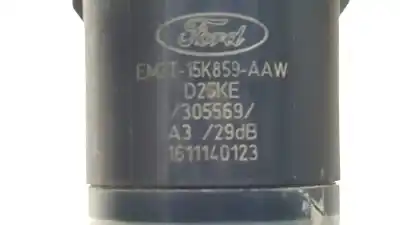 Ford
EM2T-15K859-AAW
D25KE
/305569/
A3 /29dB
1611140123